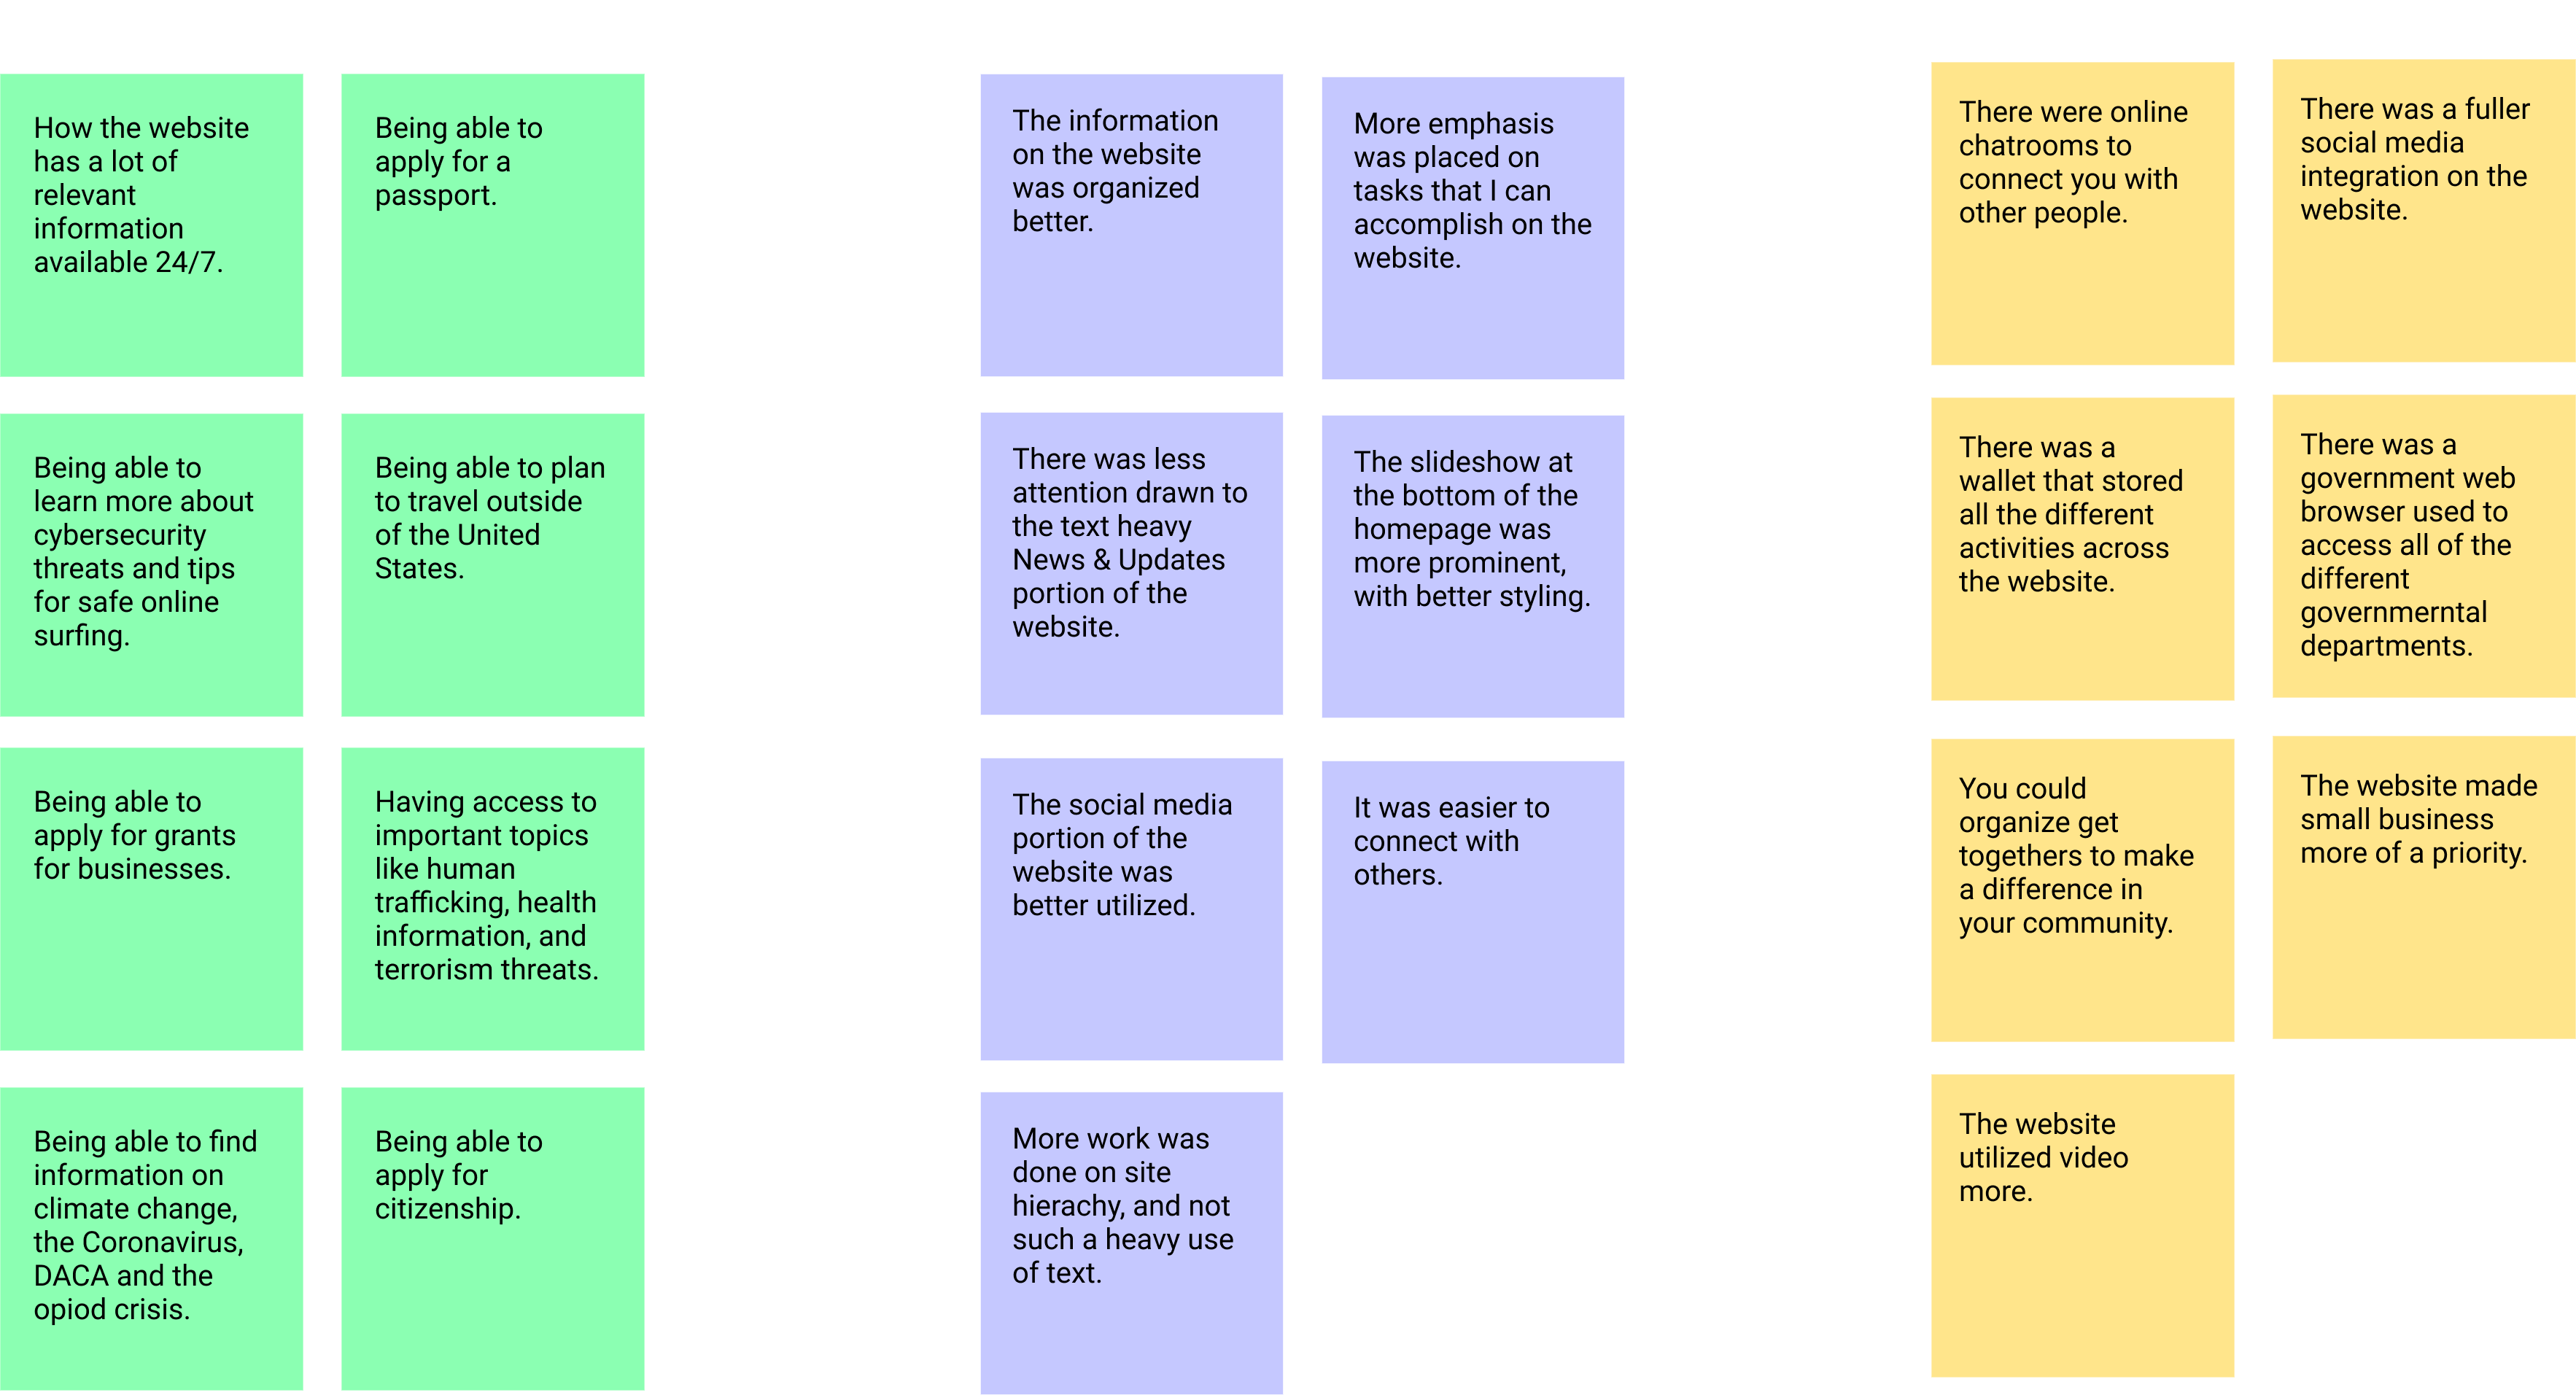 How the website
has a lot of
relevant
information
available 24/7.
Being able to
apply for a
passport.
Being able to
learn more about
cybersecurity
threats and tips
for safe online
surfing.
Being able to plan
to travel outside
of the United
States.
Being able to
apply for grants
for businesses.
Having access to
important topics
like human
trafficking, health
information, and
terrorism threats.
Being able to find
information on
climate change,
the Coronavirus,
DACA and the
opiod crisis.
Being able to
apply for
citizenship.
The information
on the website
was organized
better.
More emphasis
was placed on
tasks that I can
accomplish on the
website.
There was less
attention drawn to
the text heavy
News & Updates
portion of the
website.
The slideshow at
the bottom of the
homepage was
more prominent,
with better styling.
The social media
portion of the
website was
better utilized.
It was easier to
connect with
others.
More work was
done on site
hierachy, and not
such a heavy use
of text.
There were online
chatrooms to
connect you with
other people.
There was a fuller
social media
integration on the
website.
There was a
wallet that stored
all the different
activities across
the website.
There was a
government web
browser used to
access all of the
different
governmerntal
departments.
You could
organize get
togethers to make
a difference in
your community.
The website made
small business
more of a priority.
The website
utilized video
more.